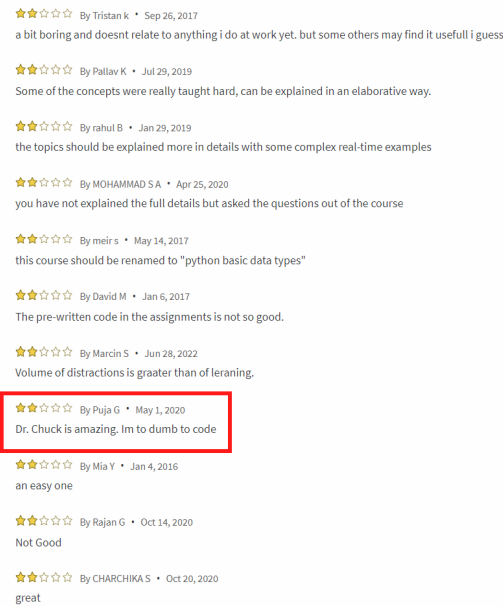 By Tristan k • Sep 26, 2017
a bit boring and doesnt relate to anything i do at work yet. but some others may find it usefull i guess
By Pallav K • Jul 29, 2019
Some of the concepts were really taught hard, can be explained in an elaborative way.
By rahul B • Jan 29, 2019
the topics should be explained more in details with some complex real-time examples
By MOHAMMAD S A • Apr 25, 2020
you have not explained the full details but asked the questions out of the course
By meir s • May 14, 2017
this course should be renamed to "python basic data types"
By David M • Jan 6, 2017
The pre-written code in the assignments is not so good.
By Marcin S • Jun 28, 2022
Volume of distractions is graater than of leraning.
By Puja G • May 1, 2020
Dr. Chuck is amazing. Im to dumb to code
By Mia Y • Jan 4, 2016
an easy one
By Rajan G • Oct 14, 2020
Not Good
By CHARCHIKA S • Oct 20, 2020
great